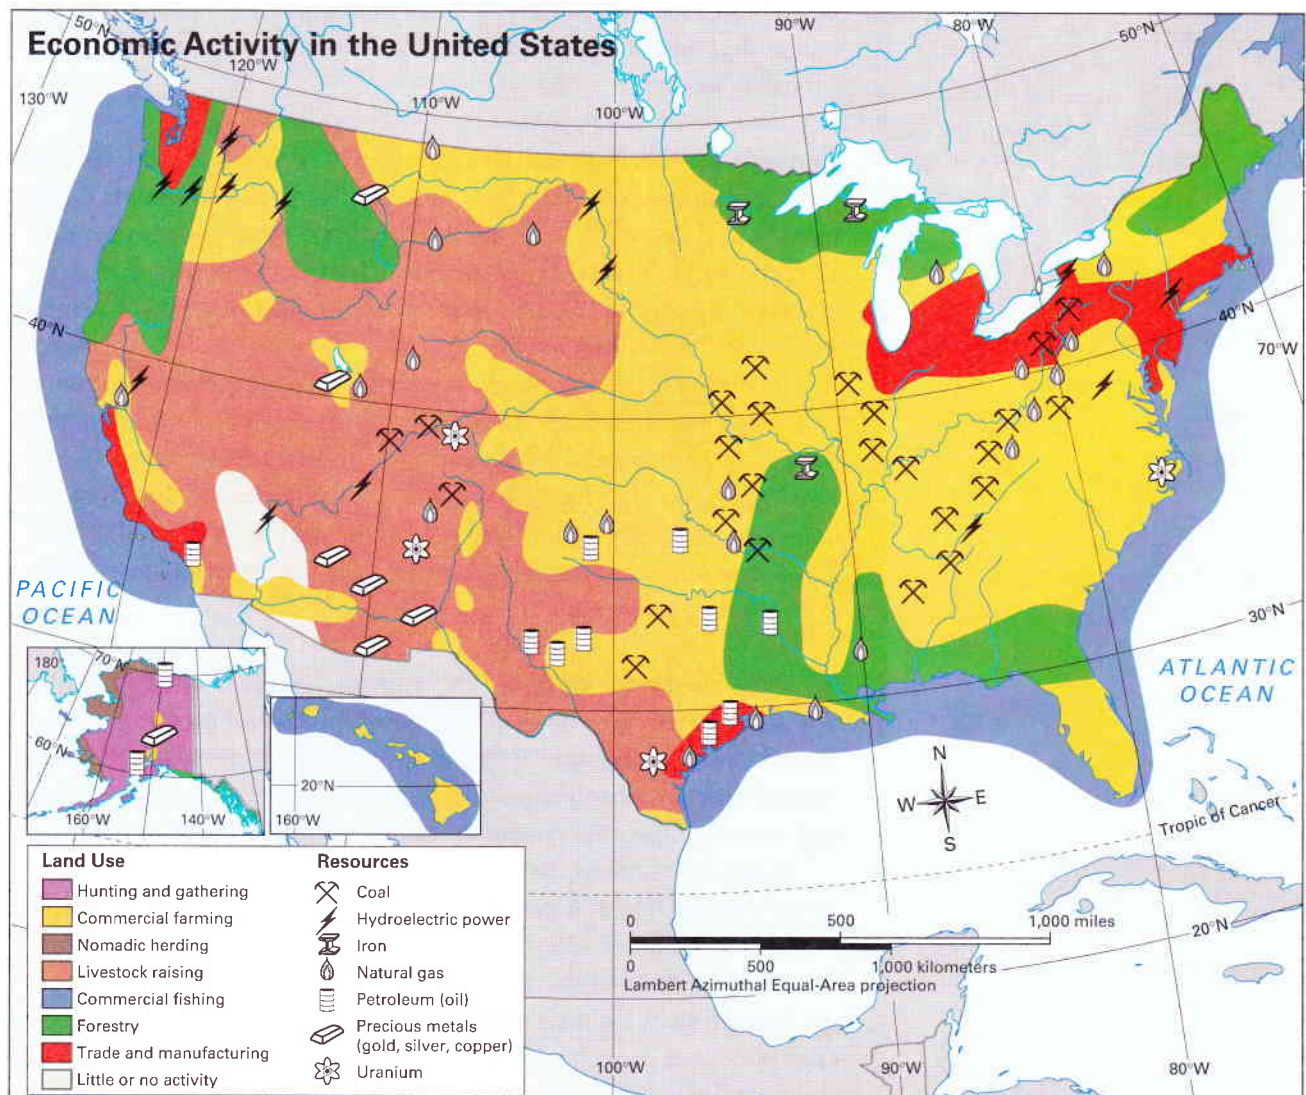 Economic Activity in the United States
50°N
130°W
120°W
110°W
100°W
90°W
80°W
50°N
40°N
40°N
70°W
30°N
PACIFIC
OCEAN
ATLANTIC
OCEAN
180°
70°N
60°N
160°W
140°W
20°N
160°W
N
W
E
S
Tropic of Cancer
Land Use
Hunting and gathering
Commercial farming
Nomadic herding
Livestock raising
Commercial fishing
Forestry
Trade and manufacturing
Little or no activity
Resources
Coal
Hydroelectric power
Iron
Natural gas
Petroleum (oil)
Precious metals
(gold, silver, copper)
Uranium
0 500 1,000 miles
0 500 1,000 kilometers
Lambert Azimuthal Equal-Area projection
20°N
100°W
90°W
80°W